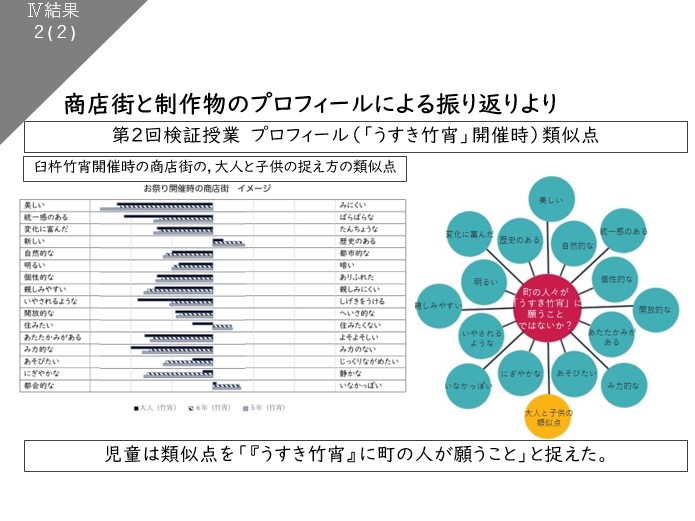 Ⅳ結果
2(2)
商店街と制作物のプロフィールによる振り返りより
第2回検証授業 プロフィール(「うすき竹宵」開催時)類似点
臼杵竹宵開催時の商店街の,大人と子供の捉え方の類似点
お祭り開催時の商店街 イメージ
美しい みにくい
統一感のある ばらばらな
変化に富んだ たんちょうな
新しい 歴史のある
自然的な 都市的な
明るい 暗い
個性的な ありふれた
親しみやすい 親しみにくい
いやされるような しげきをうける
開放的な へいさ的な
住みたい 住みたくない
あたたかみがある よそよそしい
み力的な み力のない
あそびたい じっくりながめたい
にぎやかな 静かな
都会的な いなかっぽい
■大人(竹宵) 6年(竹宵) 5年(竹宵)
美しい
変化に富んだ
歴史のある
自然的な
統一感のある
明るい
個性的な
親しみやすい
町の人々が
「うすき竹宵」に
願うこと
ではないか?
開放的な
いやされる
ような
あたたみが
ある
いなかっぽい
にぎやかな
あそびたい
み力的な
大人と子供の
類似点
児童は類似点を「『うすき竹宵』に町の人が願うこと」と捉えた。